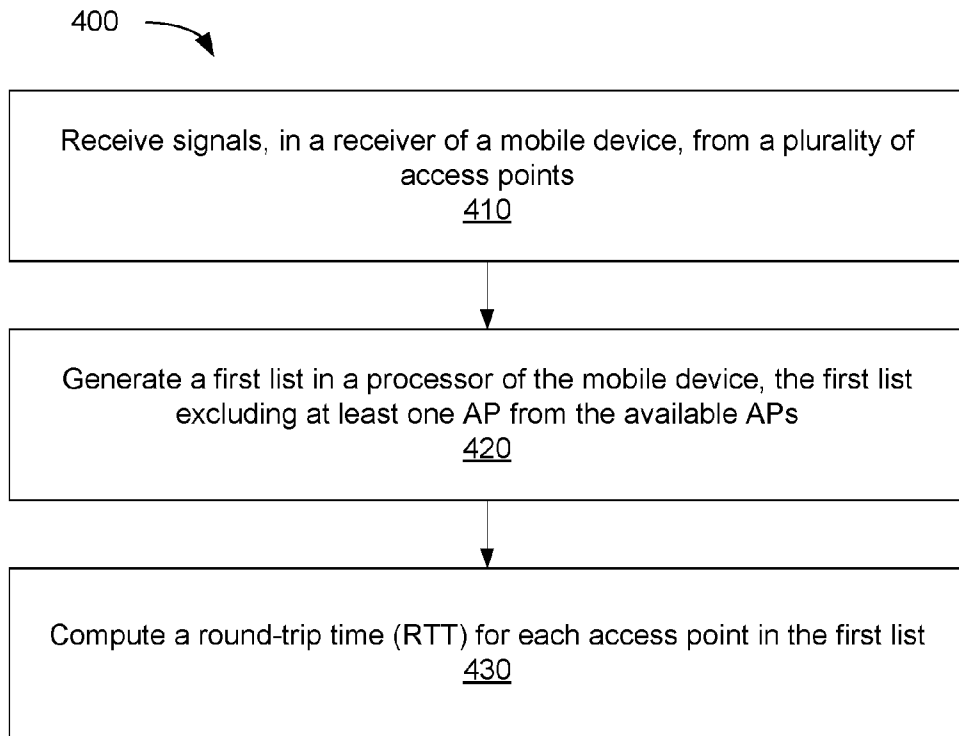 400
Receive signals, in a receiver of a mobile device, from a plurality of
access points
410
Generate a first list in a processor of the mobile device, the first list
excluding at least one AP from the available APs
420
Compute a round-trip time (RTT) for each access point in the first list
430